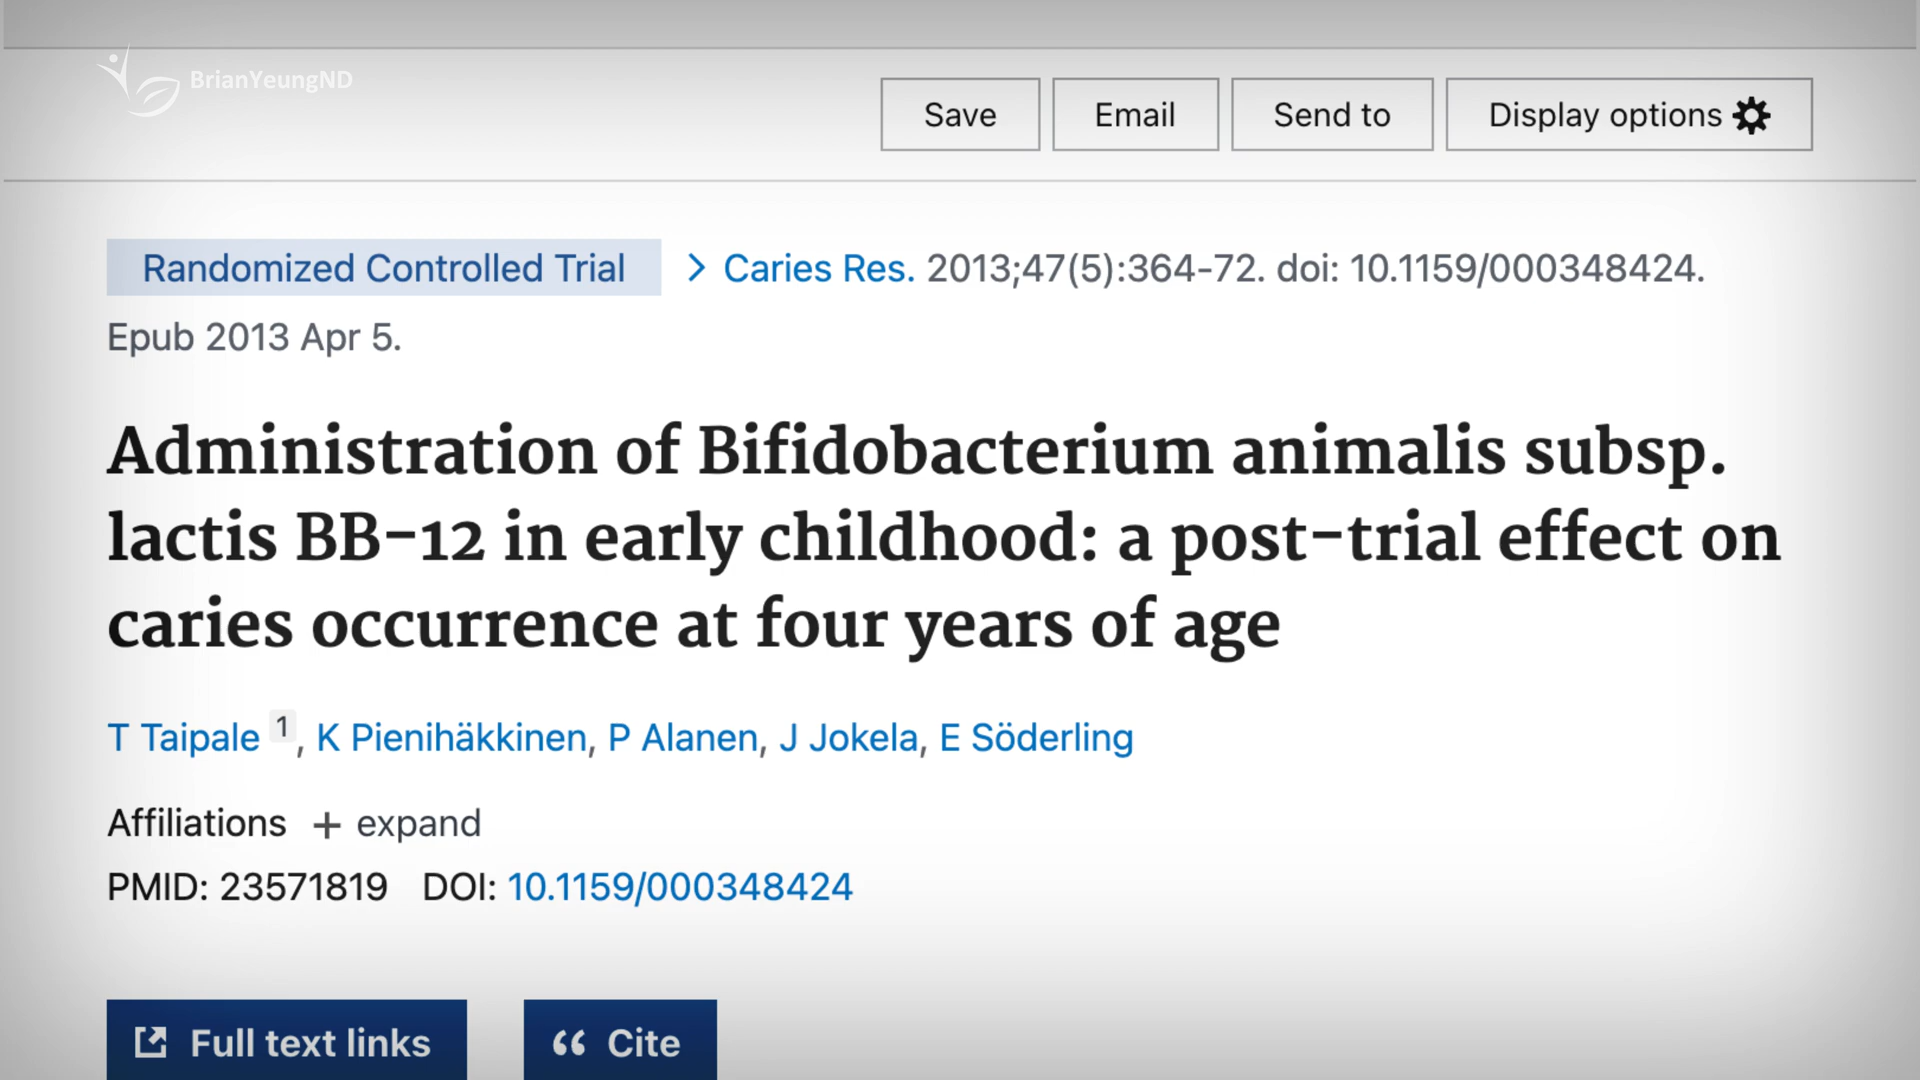 BrianYeungND
Save Email Send to Display options
Randomized Controlled Trial > Caries Res. 2013;47(5):364-72. doi: 10.1159/000348424.
Epub 2013 Apr 5.
Administration of Bifidobacterium animalis subsp.
lactis BB-12 in early childhood: a post-trial effect on
caries occurrence at four years of age
T Taipale 1, K Pienihäkkinen, P Alanen, J Jokela, E Söderling
Affiliations + expand
PMID: 23571819 DOI: 10.1159/000348424
Full text links Cite